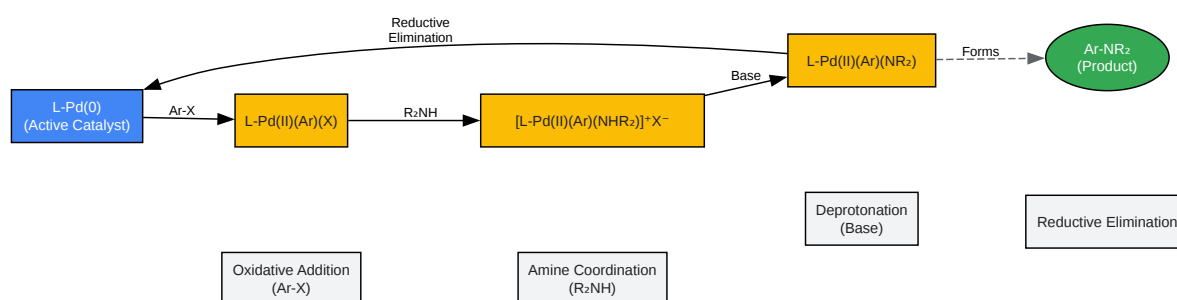 Reductive
Elimination
L-Pd(0)
(Active Catalyst)
Ar-X
L-Pd(II)(Ar)(X)
R₂NH
[L-Pd(II)(Ar)(NHR₂)]⁺X⁻
Base
L-Pd(II)(Ar)(NR₂)
Forms
Ar-NR₂
(Product)
Oxidative Addition
(Ar-X)
Amine Coordination
(R₂NH)
Deprotonation
(Base)
Reductive Elimination